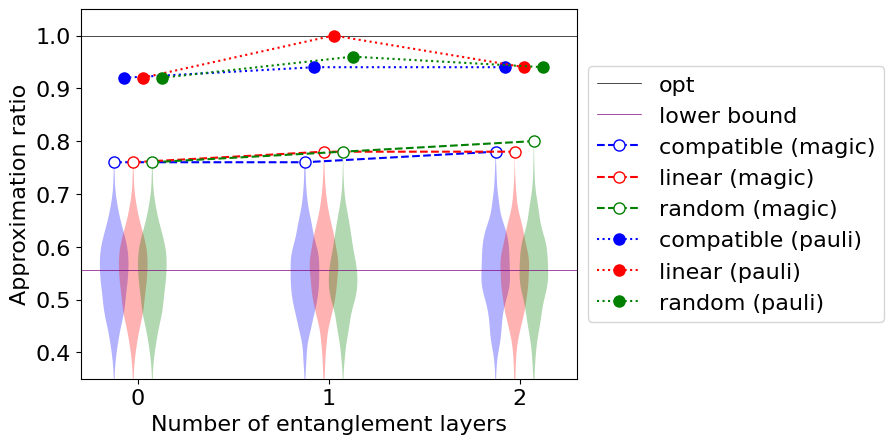 1.0
0.9
0.8
0.7
0.6
0.5
0.4
Approximation ratio
0 1 2
Number of entanglement layers
opt
lower bound
compatible (magic)
linear (magic)
random (magic)
compatible (pauli)
linear (pauli)
random (pauli)